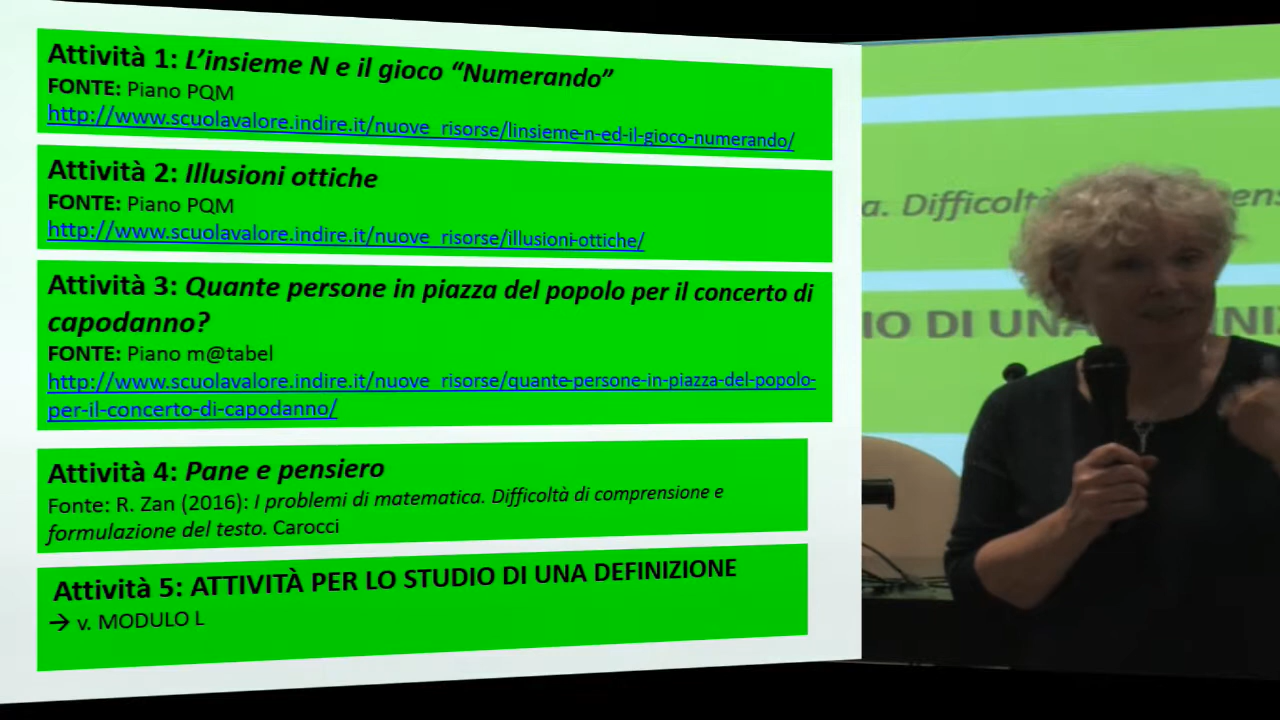 Attività 1: L’insieme N e il gioco “Numerando”
FONTE: Piano PQM
http://www.scuolavalore.indire.it/nuove_risorse/linsieme-n-ed-il-gioco-numerando/
Attività 2: Illusioni ottiche
FONTE: Piano PQM
http://www.scuolavalore.indire.it/nuove_risorse/illusioni-ottiche/
Attività 3: Quante persone in piazza del popolo per il concerto di
capodanno?
FONTE: Piano m@tabel
http://www.scuolavalore.indire.it/nuove_risorse/quante-persone-in-piazza-del-popolo-
per-il-concerto-di-capodanno/
Attività 4: Pane e pensiero
Fonte: R. Zan (2016): I problemi di matematica. Difficoltà di comprensione e
formulazione del testo. Carocci
Attività 5: ATTIVITÀ PER LO STUDIO DI UNA DEFINIZIONE
→ v. MODULO L
a. Difficolt
ens
IO DI UNA
INIZ